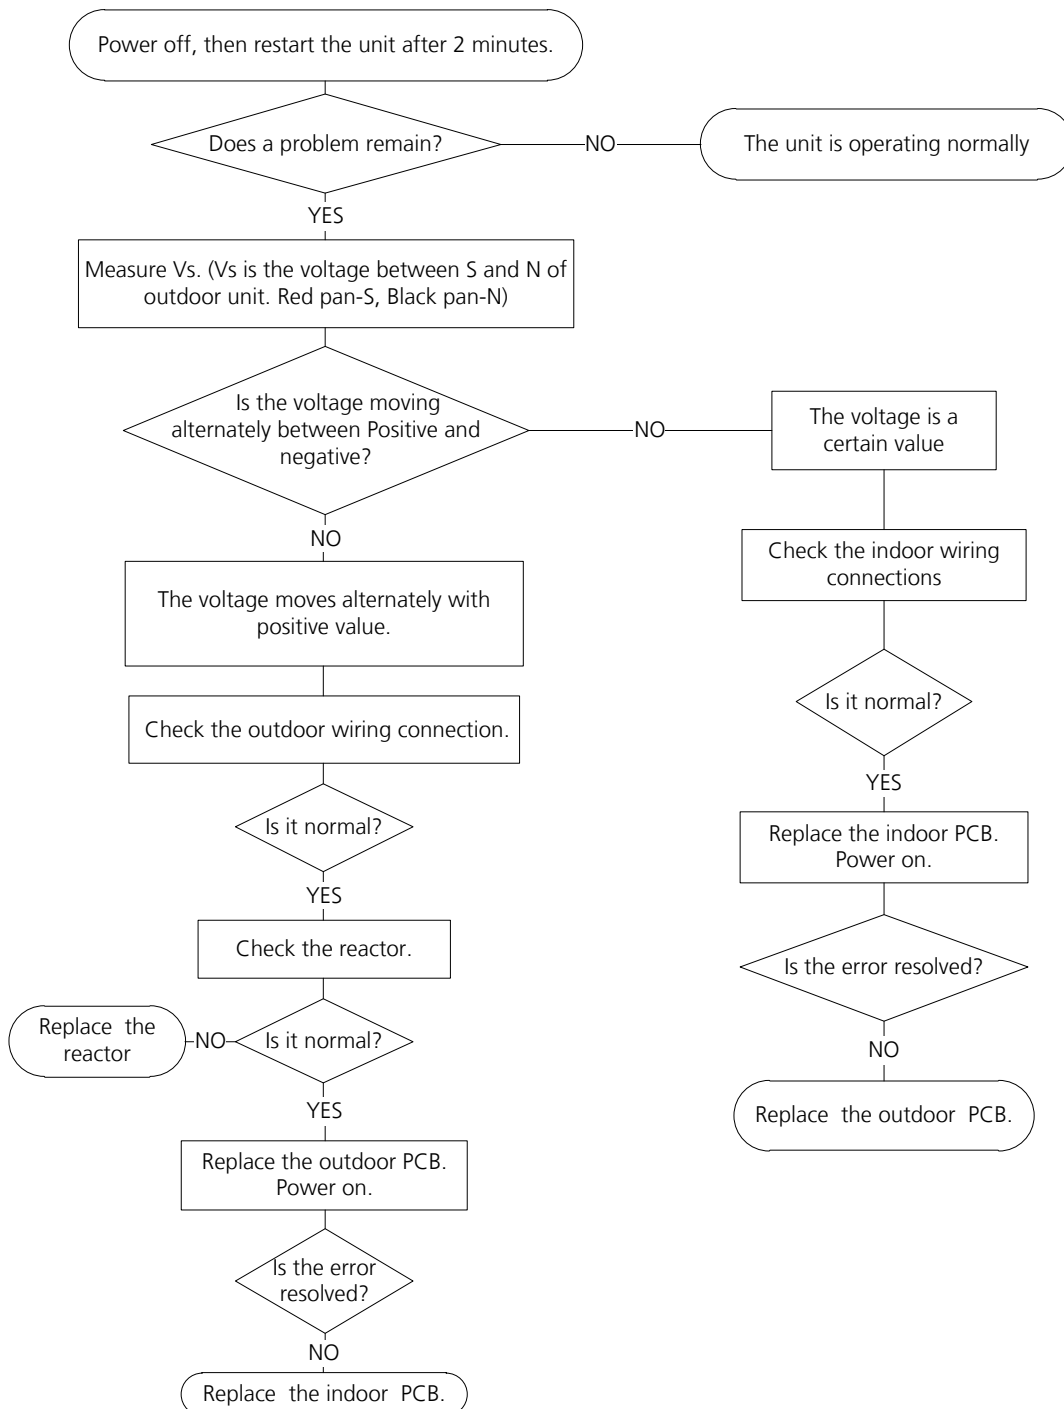 Power off, then restart the unit after 2 minutes.
Does a problem remain?
NO
The unit is operating normally
YES
Measure Vs. (Vs is the voltage between S and N of
outdoor unit. Red pan-S, Black pan-N)
Is the voltage moving
alternately between Positive and
negative?
NO
The voltage is a
certain value
NO
The voltage moves alternately with
positive value.
Check the outdoor wiring connection.
Is it normal?
YES
Check the reactor.
Is it normal?
NO
Replace the
reactor
YES
Replace the outdoor PCB.
Power on.
Is the error
resolved?
NO
Replace the indoor PCB.
Check the indoor wiring
connections
Is it normal?
YES
Replace the indoor PCB.
Power on.
Is the error resolved?
NO
Replace the outdoor PCB.